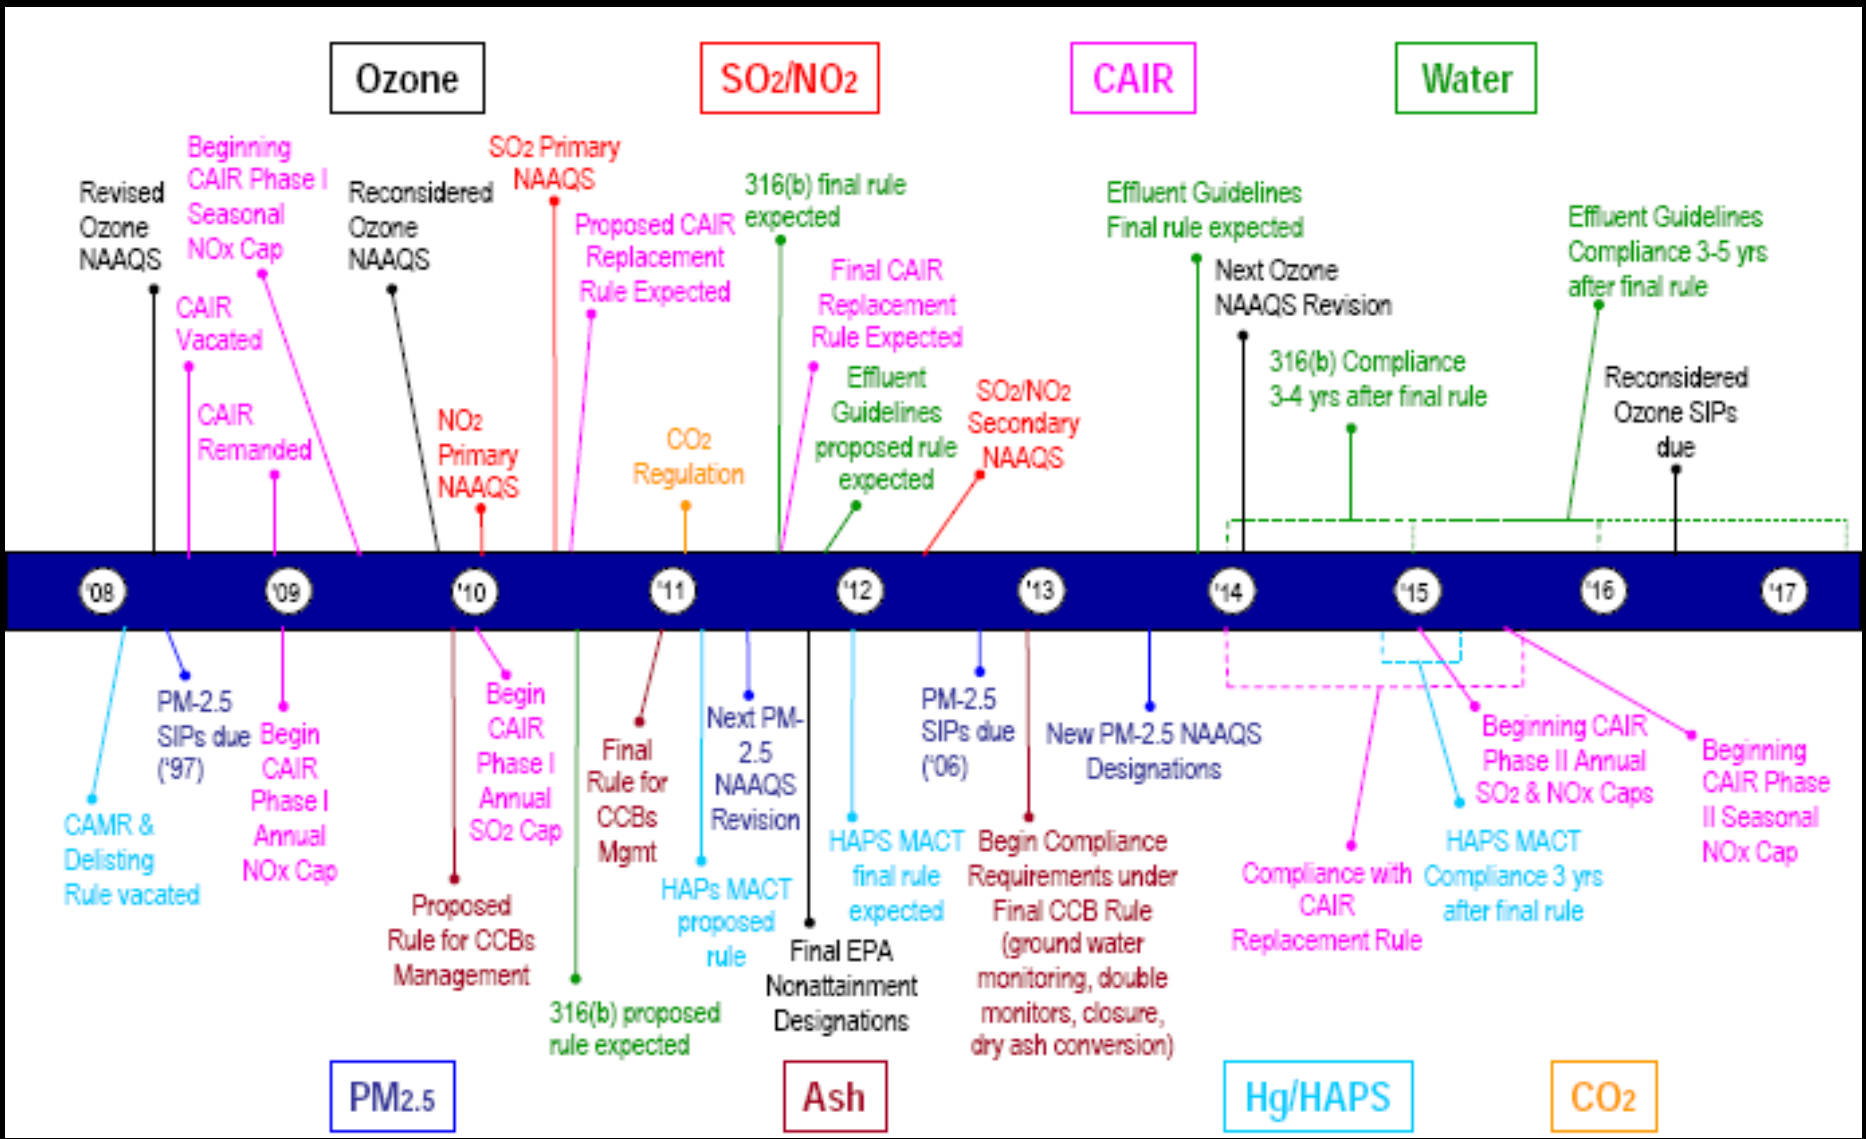 Ozone
SO2/NO2
CAIR
Water
Revised
Ozone
NAAQS
Beginning
CAIR Phase I
Seasonal
NOx Cap
CAIR
Vacated
CAIR
Remanded
Reconsidered
Ozone
NAAQS
NO2
Primary
NAAQS
SO2 Primary
NAAQS
Proposed CAIR
Replacement
Rule Expected
CO2
Regulation
316(b) final rule
expected
Final CAIR
Replacement
Rule Expected
Effluent
Guidelines
proposed rule
expected
SO2/NO2
Secondary
NAAQS
Effluent Guidelines
Final rule expected
Next Ozone
NAAQS Revision
316(b) Compliance
3-4 yrs after final rule
Effluent Guidelines
Compliance 3-5 yrs
after final rule
Reconsidered
Ozone SIPs
due
'08
'09
'10
'11
'12
'13
'14
'15
'16
'17
CAMR &
Delisting
Rule vacated
PM-2.5
SIPs due
('97)
Begin
CAIR
Phase I
Annual
NOx Cap
Proposed
Rule for CCBs
Management
Begin
CAIR
Phase I
Annual
SO2 Cap
316(b) proposed
rule expected
Final
Rule for
CCBs
Mgmt
HAPs MACT
proposed
rule
Next PM-
2.5
NAAQS
Revision
Final EPA
Nonattainment
Designations
HAPS MACT
final rule
expected
PM-2.5
SIPs due
('06)
Begin Compliance
Requirements under
Final CCB Rule
(ground water
monitoring, double
monitors, closure,
dry ash conversion)
New PM-2.5 NAAQS
Designations
Compliance with
CAIR
Replacement Rule
Beginning CAIR
Phase II Annual
SO2 & NOx Caps
HAPS MACT
Compliance 3 yrs
after final rule
Beginning
CAIR Phase
II Seasonal
NOx Cap
PM2.5
Ash
Hg/HAPS
CO2